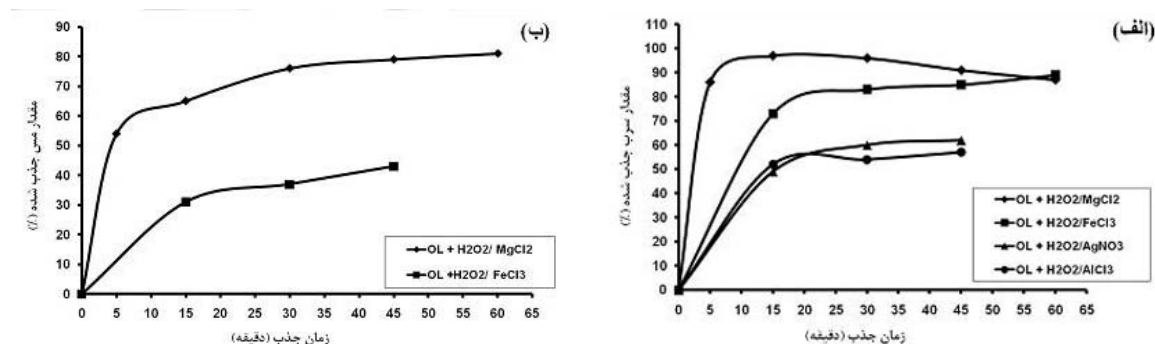 (الف)
مقدار سرب جذب شده (٪)
110
100
90
80
70
60
50
40
30
20
10
0
0 5 10 15 20 25 30 35 40 45 50 55 60 65
زمان جذب (دقیقه)
OL + H2O2/MgCl2
OL + H2O2/FeCl3
OL + H2O2/AgNO3
OL + H2O2/AlCl3
(ب)
مقدار مس جذب شده (٪)
90
80
70
60
50
40
30
20
10
0
0 5 10 15 20 25 30 35 40 45 50 55 60 65
زمان جذب (دقیقه)
OL + H2O2/ MgCl2
OL +H2O2/ FeCl3